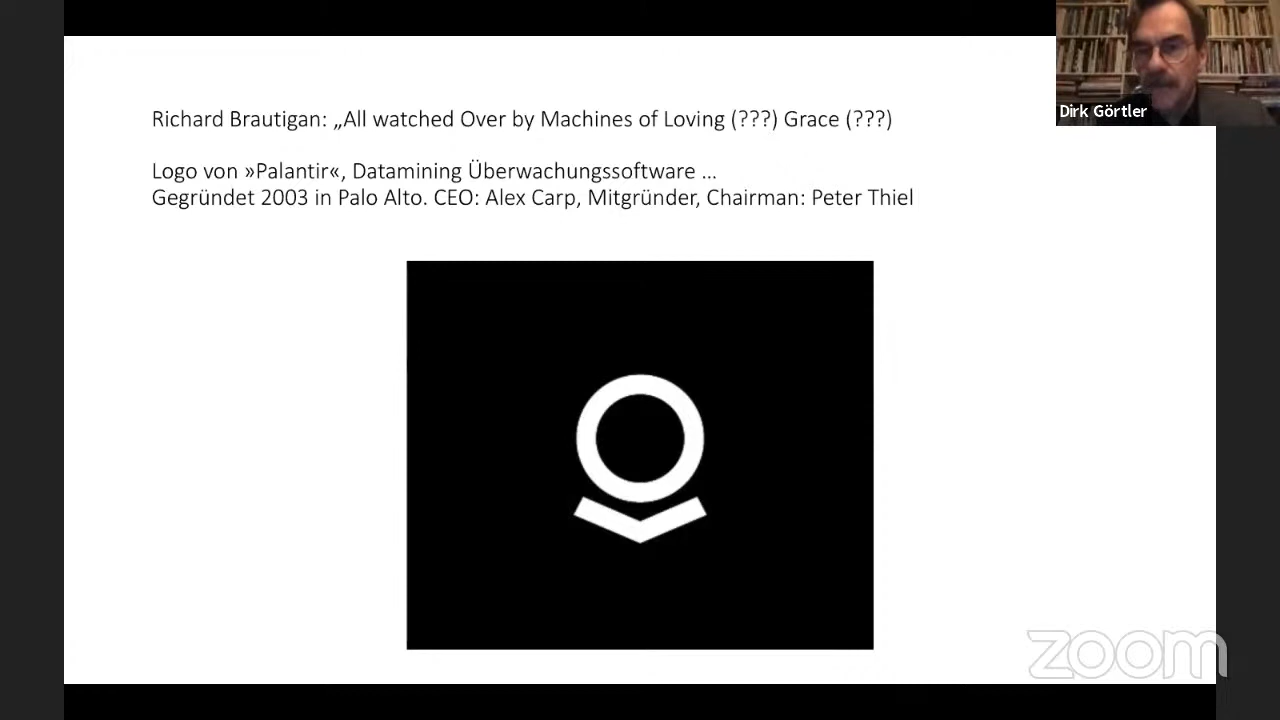 Richard Brautigan: „All watched Over by Machines of Loving (???) Grace (???)
Logo von »Palantir«, Datamining Überwachungssoftware ...
Gegründet 2003 in Palo Alto. CEO: Alex Carp, Mitgründer, Chairman: Peter Thiel
Dirk Görtler
zoom